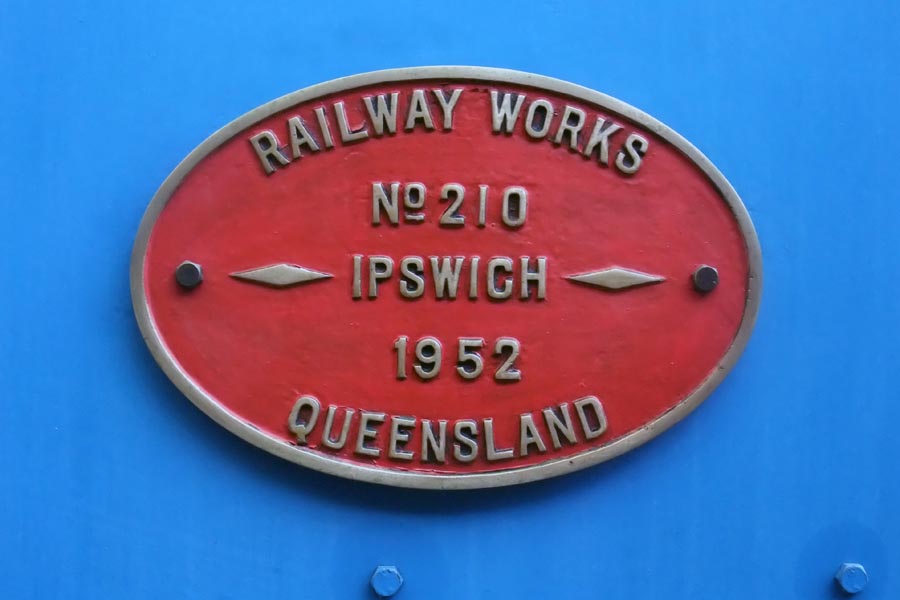 RAILWAY WORKS
Nº 210
IPSWICH
1952
QUEENSLAND